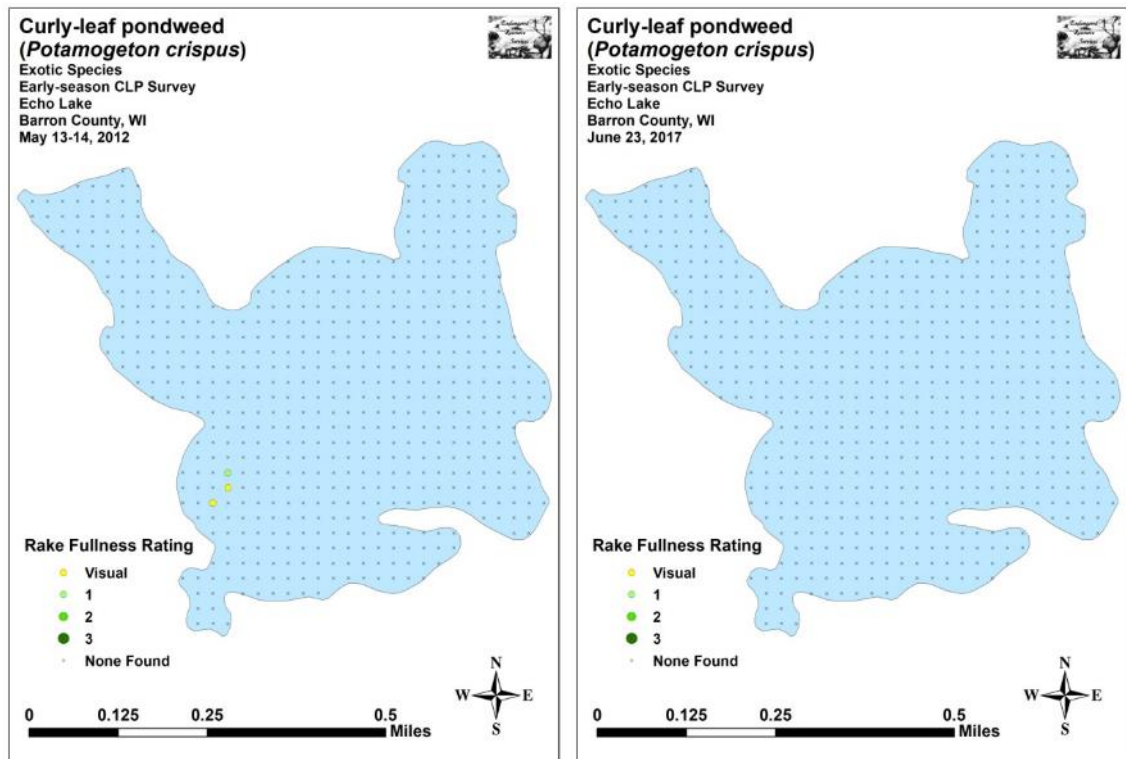 Curly-leaf pondweed
(Potamogeton crispus)
Exotic Species
Early-season CLP Survey
Echo Lake
Barron County, WI
May 13-14, 2012
Rake Fullness Rating
Visual
1
2
3
None Found
N
W E
S
0 0.125 0.25 0.5
Miles
Curly-leaf pondweed
(Potamogeton crispus)
Exotic Species
Early-season CLP Survey
Echo Lake
Barron County, WI
June 23, 2017
Rake Fullness Rating
Visual
1
2
3
None Found
N
W E
S
0 0.125 0.25 0.5
Miles